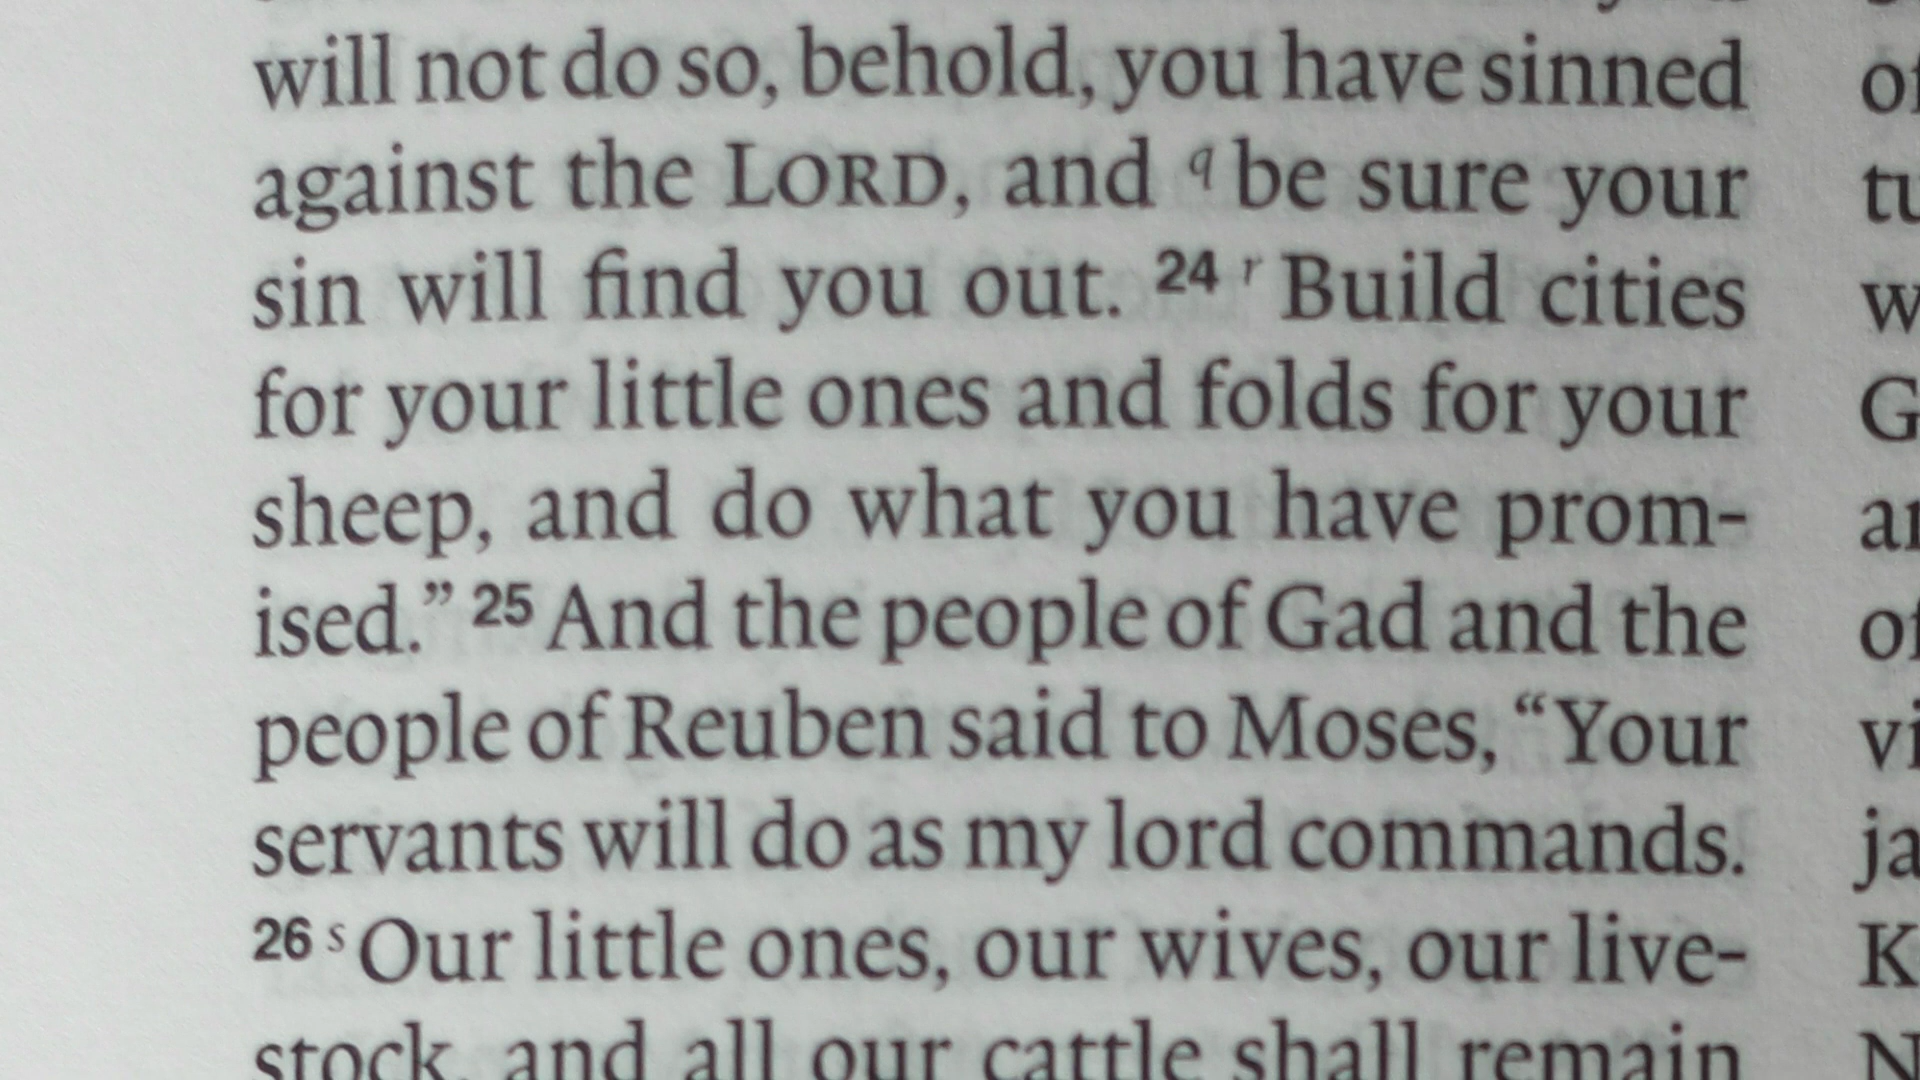 will not do so, behold, you have sinned
against the LORD, and q be sure your
sin will find you out. 24 r Build cities
for your little ones and folds for your
sheep, and do what you have prom-
ised.” 25 And the people of Gad and the
people of Reuben said to Moses, “Your
servants will do as my lord commands.
26 s Our little ones, our wives, our live-
stock, and all our cattle shall remain